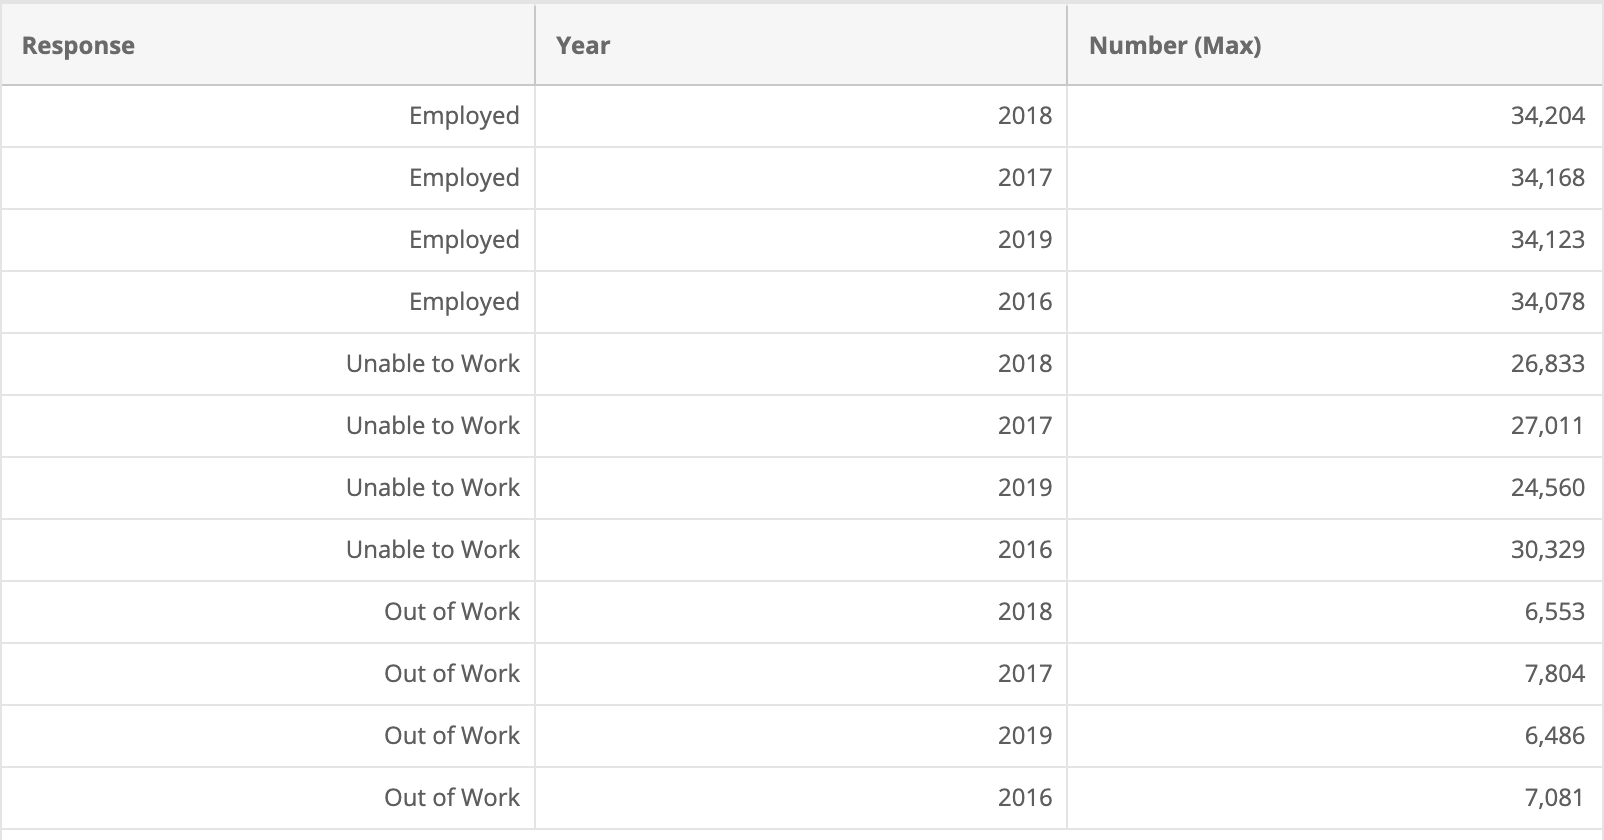 Response Year Number (Max)
Employed 2018 34,204
Employed 2017 34,168
Employed 2019 34,123
Employed 2016 34,078
Unable to Work 2018 26,833
Unable to Work 2017 27,011
Unable to Work 2019 24,560
Unable to Work 2016 30,329
Out of Work 2018 6,553
Out of Work 2017 7,804
Out of Work 2019 6,486
Out of Work 2016 7,081